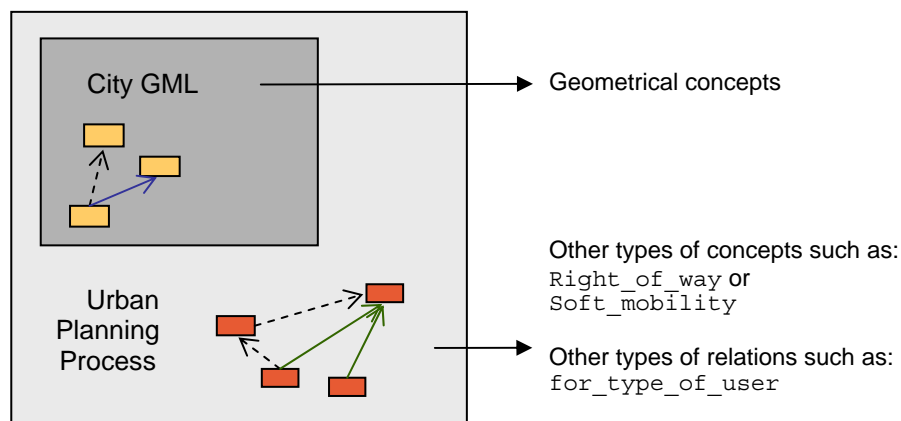 City GML
Geometrical concepts
Urban
Planning
Process
Other types of concepts such as:
Right_of_way or
Soft_mobility
Other types of relations such as:
for_type_of_user